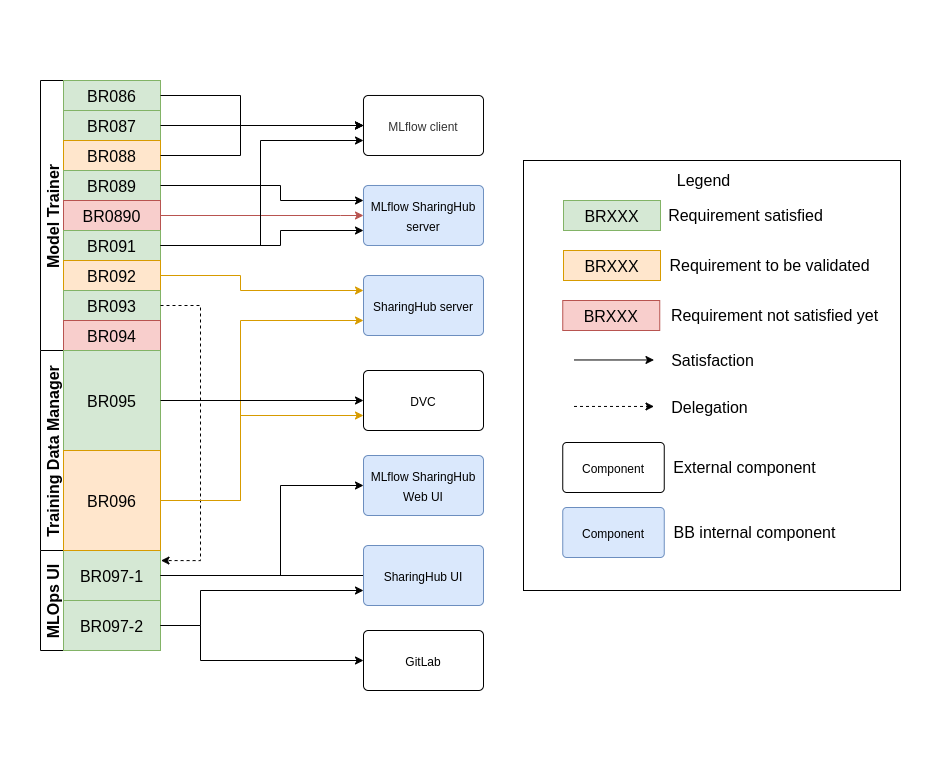 Model Trainer
BR086
BR087
BR088
BR089
BR0890
BR091
BR092
BR093
BR094
Training Data Manager
BR095
BR096
MLOps UI
BR097-1
BR097-2
MLflow client
MLflow SharingHub
server
SharingHub server
DVC
MLflow SharingHub
Web UI
SharingHub UI
GitLab
Legend
BRXXX Requirement satisfied
BRXXX Requirement to be validated
BRXXX Requirement not satisfied yet
Satisfaction
Delegation
Component External component
Component BB internal component